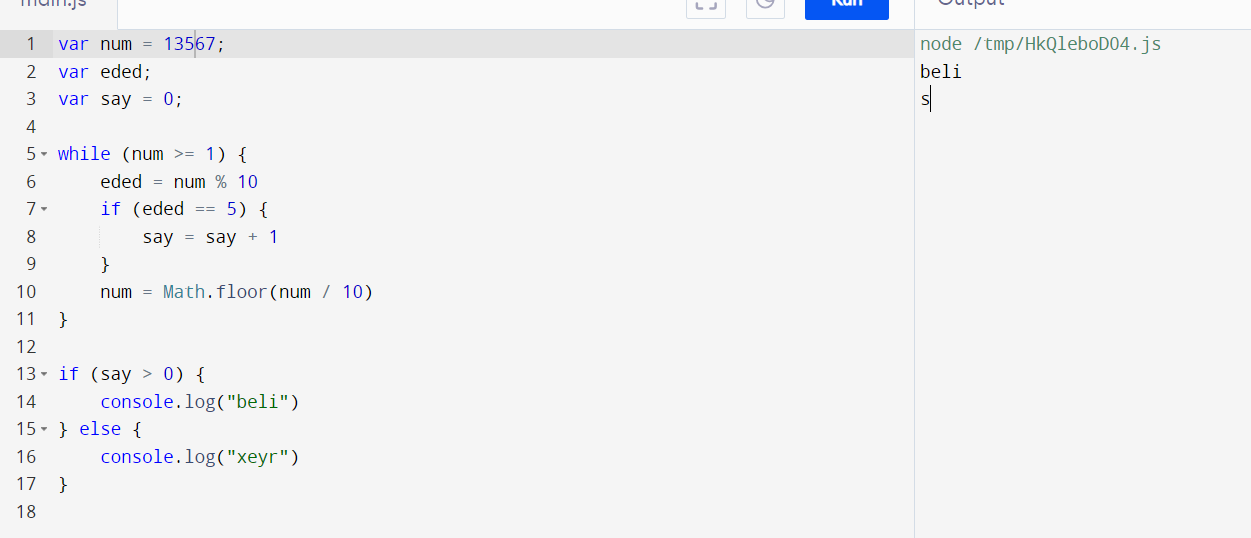 main.js
Run
Output
1 var num = 13567;
2 var eded;
3 var say = 0;
4
5 while (num >= 1) {
6 eded = num % 10
7 if (eded == 5) {
8 say = say + 1
9 }
10 num = Math.floor(num / 10)
11 }
12
13 if (say > 0) {
14 console.log("beli")
15 } else {
16 console.log("xeyr")
17 }
18
node /tmp/HkQleboDO4.js
beli
s